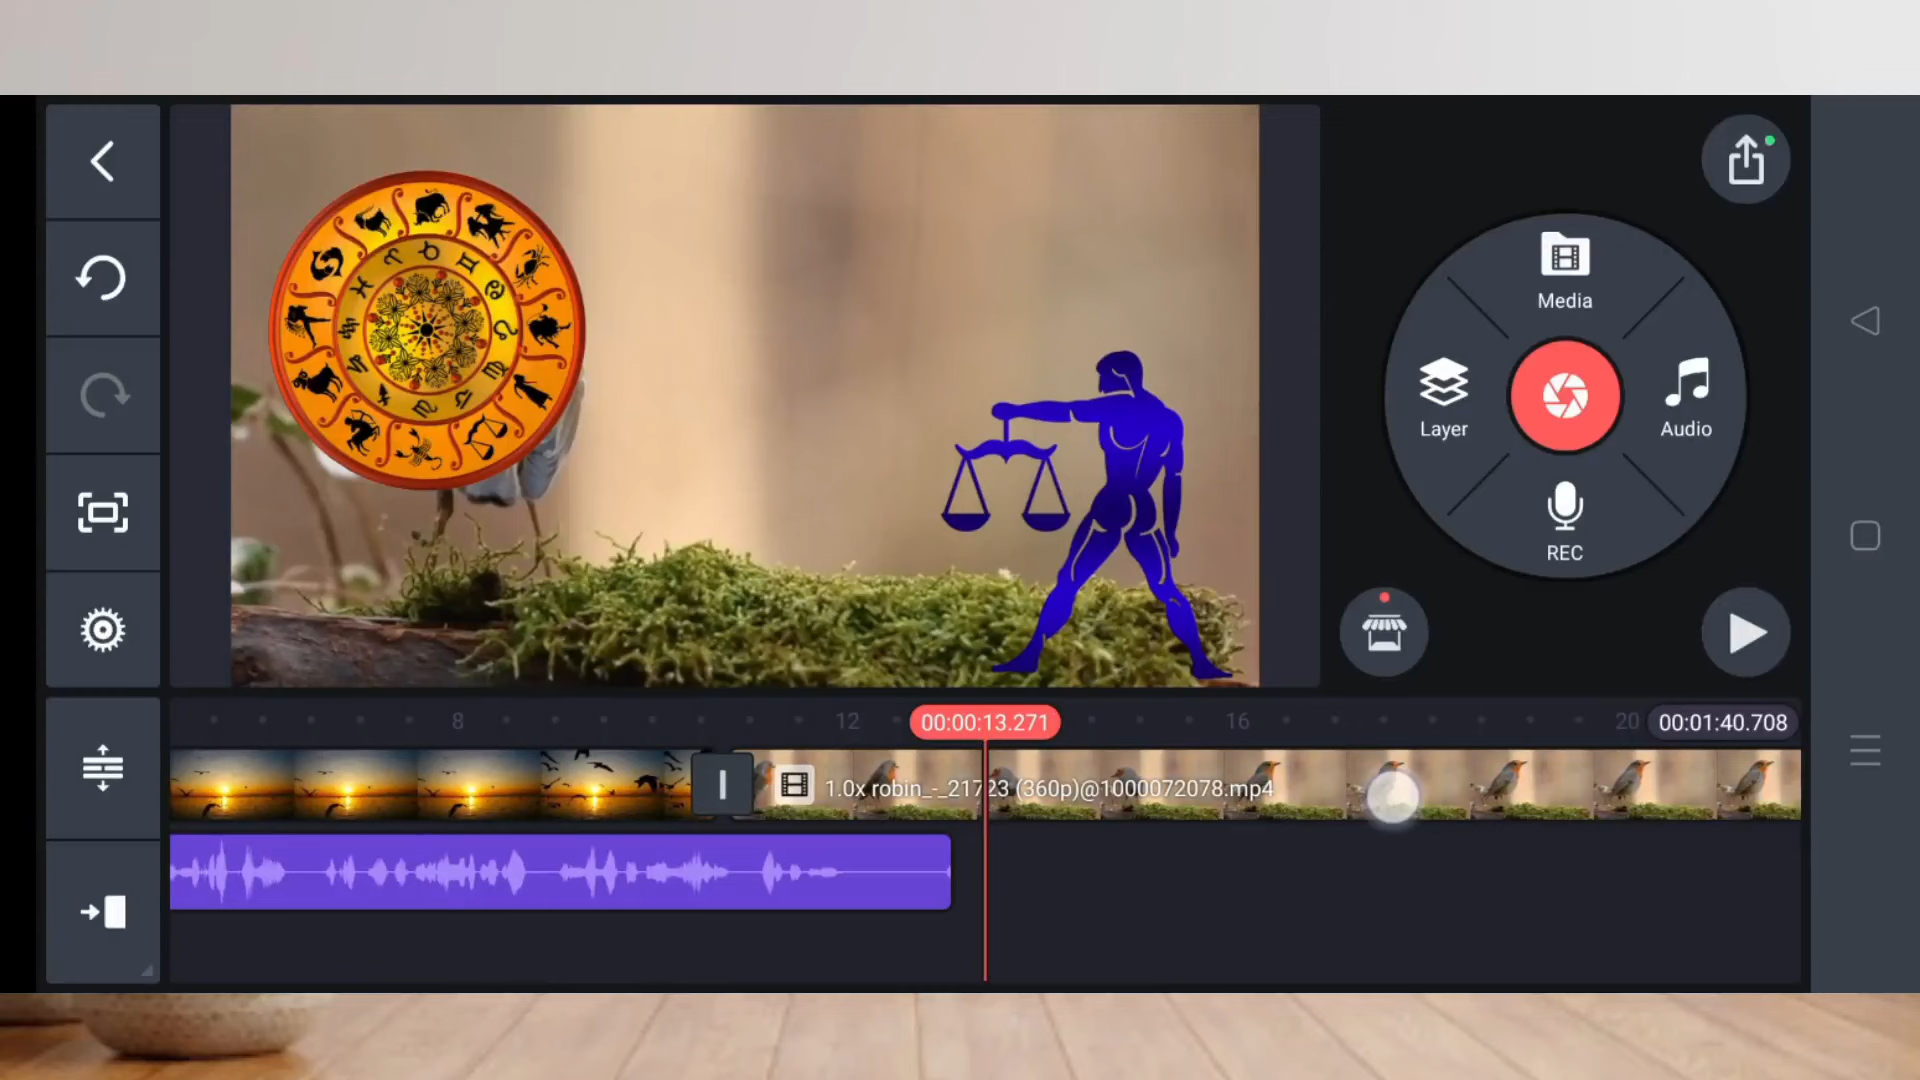 Media
Layer
Audio
REC
8
12
00:00:13.271
16
20
00:01:40.708
1.0x robin_-_21723 (360p)@1000072078.mp4